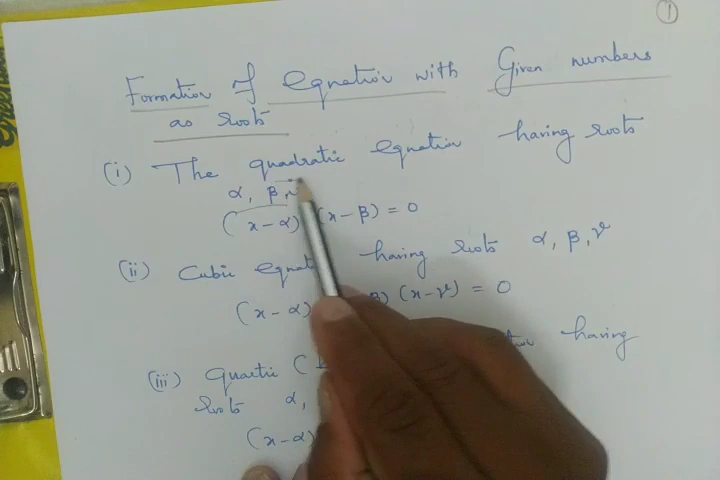 1
Formation of equation with Given numbers
as roots
(i) The quadratic equation having roots
α, β,
(x-α) (x-β) = 0
(ii) Cubic having roots α, β, γ
(x-α) β) (x-γ) = 0
(iii) quartic ( having
roots α,
(x-α)